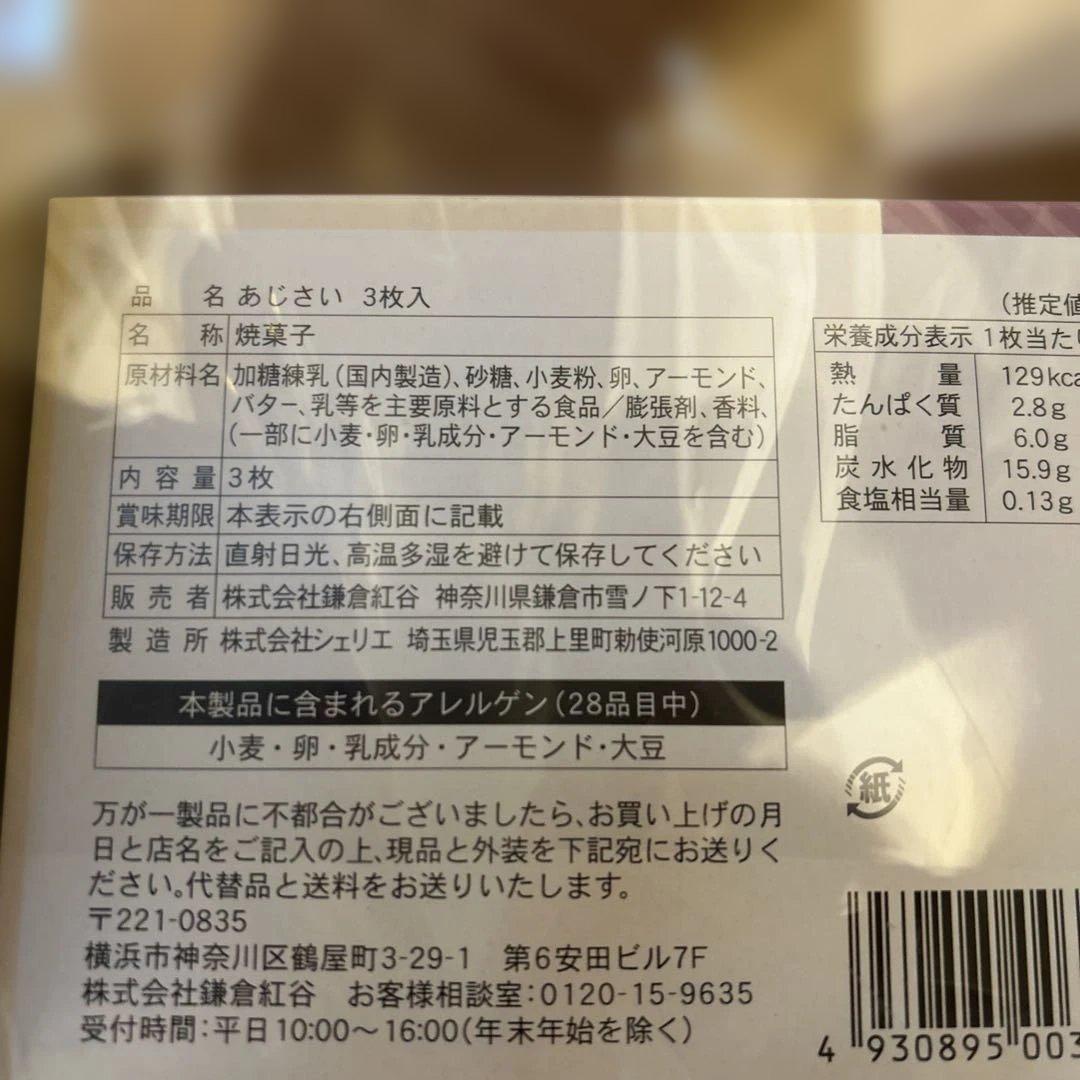 品名 あじさい 3枚入
名称 焼菓子
原材料名 加糖練乳(国内製造)、砂糖、小麦粉、卵、アーモンド、
バター、乳等を主要原料とする食品/膨張剤、香料、
(一部に小麦・卵・乳成分・アーモンド・大豆を含む)
内容量 3枚
賞味期限 本表示の右側面に記載
保存方法 直射日光、高温多湿を避けて保存してください
販売者 株式会社鎌倉紅谷 神奈川県鎌倉市雪ノ下1-12-4
製造所 株式会社シェリエ 埼玉県児玉郡上里町勅使河原1000-2
本製品に含まれるアレルゲン(28品目中)
小麦・卵・乳成分・アーモンド・大豆
万が一製品に不都合がございましたら、お買い上げの月
日と店名をご記入の上、現品と外装を下記宛にお送りく
ださい。代替品と送料をお送りいたします。
〒221-0835
横浜市神奈川区鶴屋町3-29-1 第6安田ビル7F
株式会社鎌倉紅谷 お客様相談室:0120-15-9635
受付時間:平日10:00〜16:00(年末年始を除く)
(推定値
栄養成分表示 1枚当たり
熱量 129kca
たんぱく質 2.8g
脂質 6.0g
炭水化物 15.9g
食塩相当量 0.13g
紙
4 930895 003